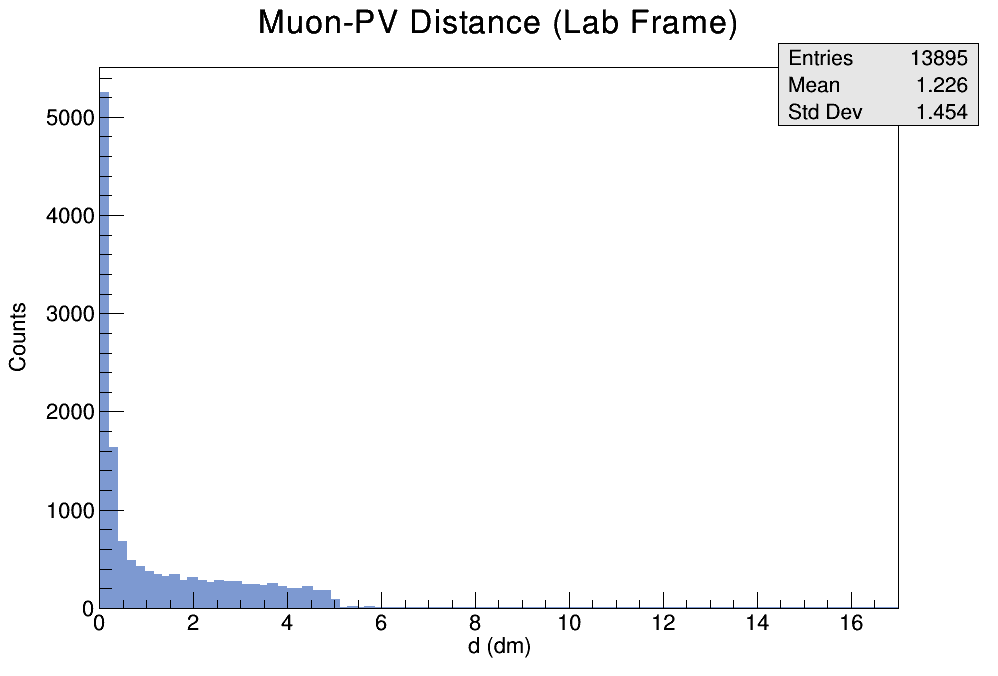 Muon-PV Distance (Lab Frame)
Entries 13895
Mean 1.226
Std Dev 1.454
5000
4000
3000
2000
1000
0
Counts
0 2 4 6 8 10 12 14 16
d (dm)